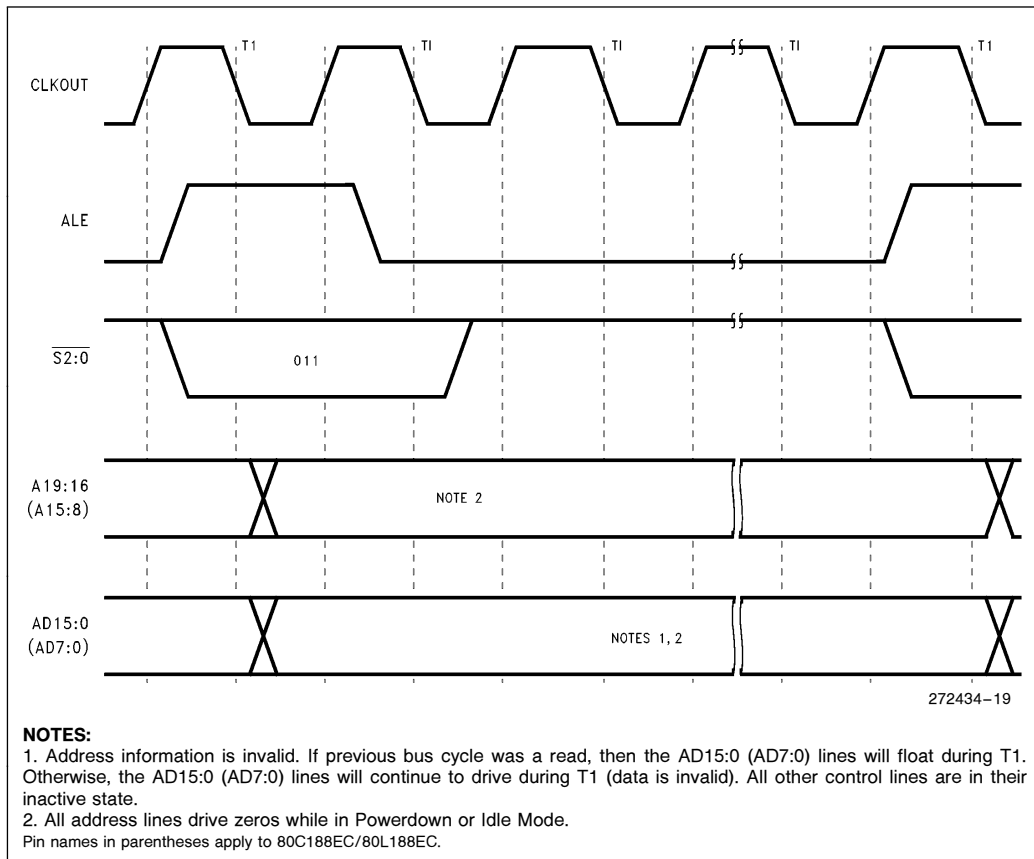 T1 TI TI TI T1
CLKOUT
ALE
S2:0
011
A19:16
(A15:8)
NOTE 2
AD15:0
(AD7:0)
NOTES 1, 2
272434–19
NOTES:
1. Address information is invalid. If previous bus cycle was a read, then the AD15:0 (AD7:0) lines will float during T1.
Otherwise, the AD15:0 (AD7:0) lines will continue to drive during T1 (data is invalid). All other control lines are in their
inactive state.
2. All address lines drive zeros while in Powerdown or Idle Mode.
Pin names in parentheses apply to 80C188EC/80L188EC.